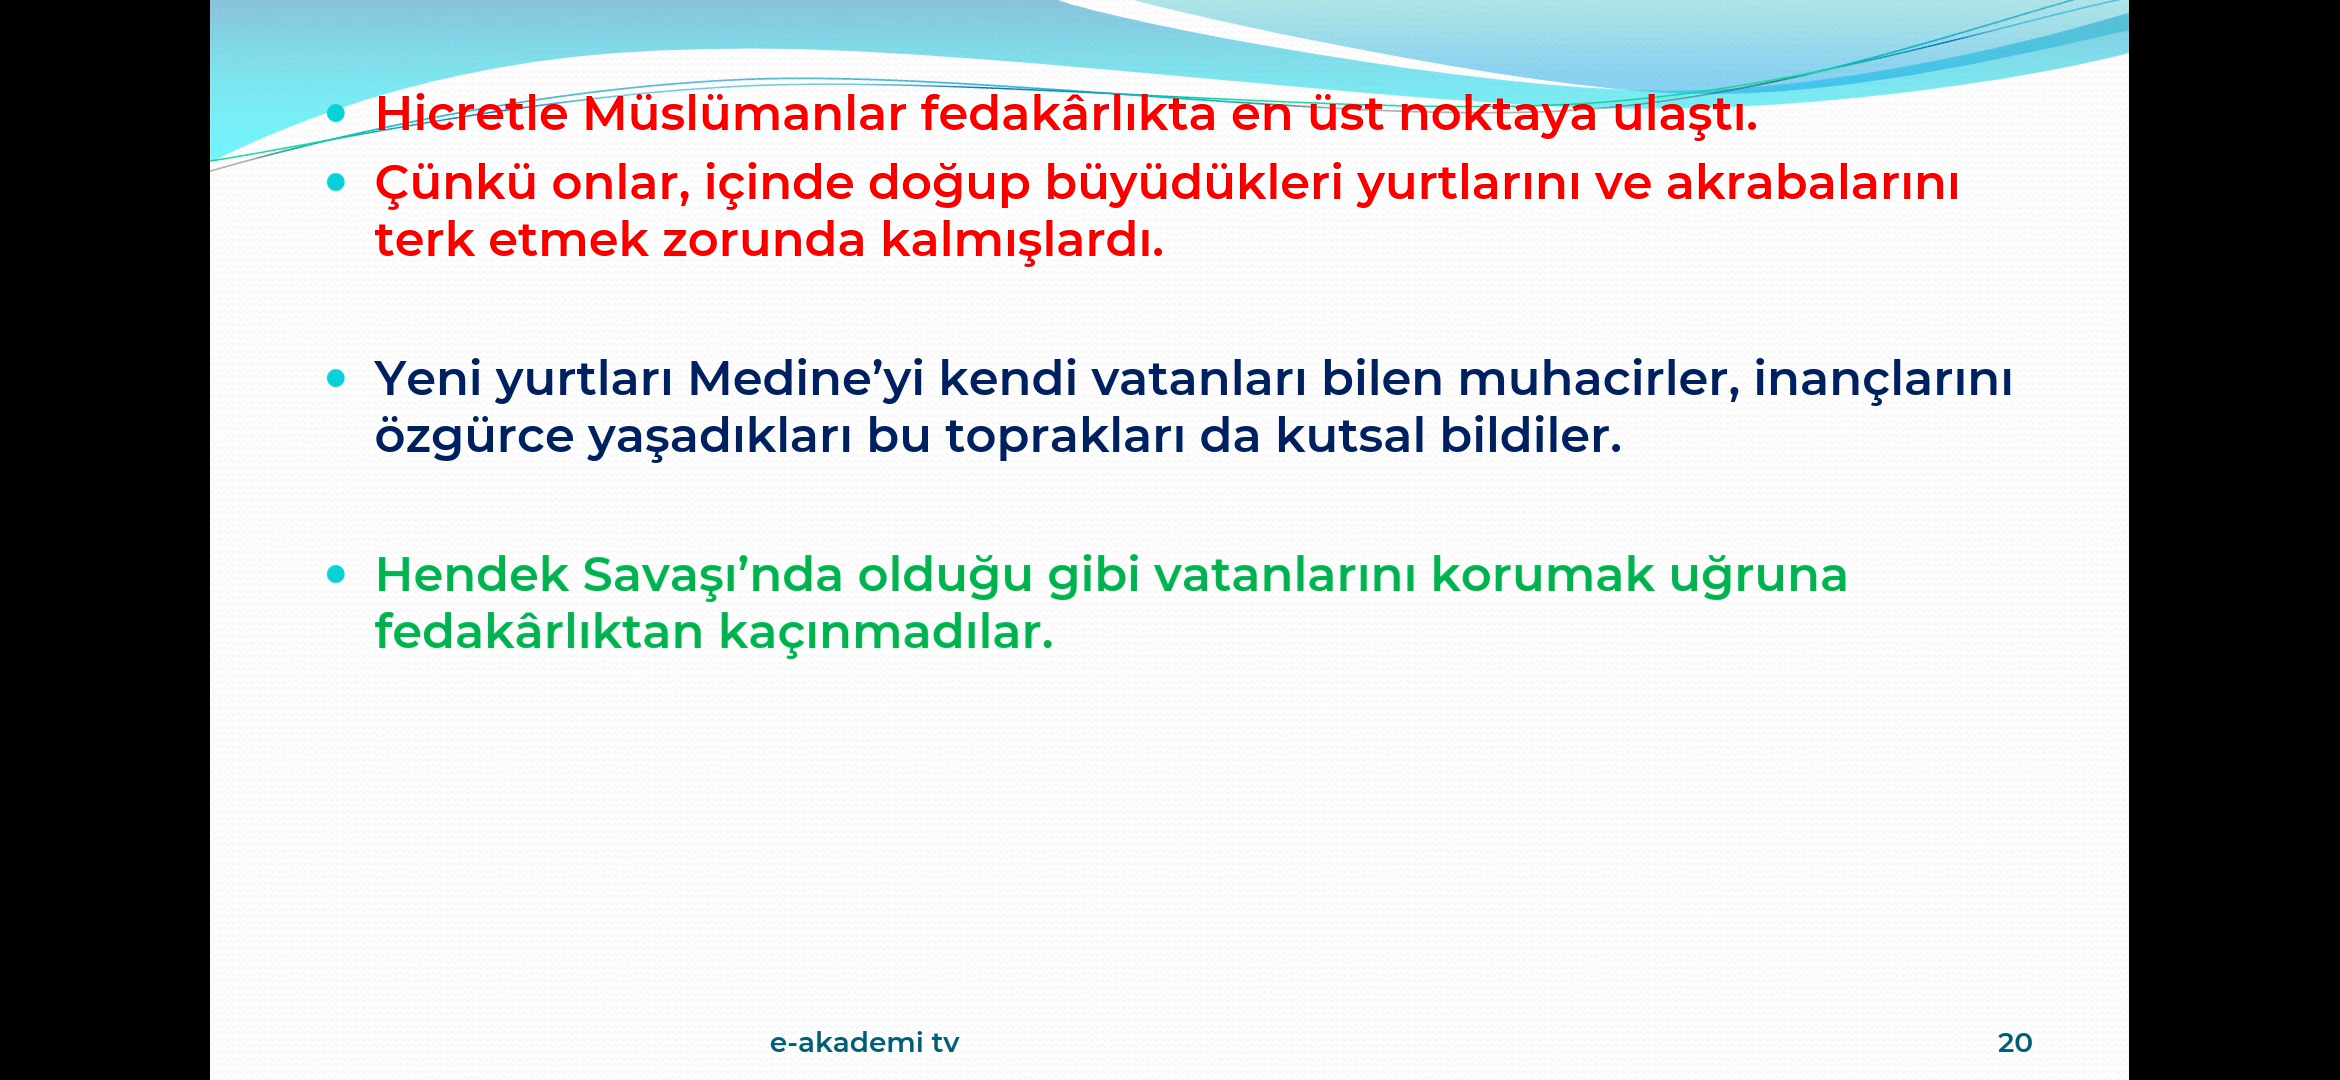 Hicretle Müslümanlar fedakârlıkta en üst noktaya ulaştı.
Çünkü onlar, içinde doğup büyüdükleri yurtlarını ve akrabalarını
terk etmek zorunda kalmışlardı.
Yeni yurtları Medine’yi kendi vatanları bilen muhacirler, inançlarını
özgürce yaşadıkları bu toprakları da kutsal bildiler.
Hendek Savaşı’nda olduğu gibi vatanlarını korumak uğruna
fedakârlıktan kaçınmadılar.
e-akademi tv
20